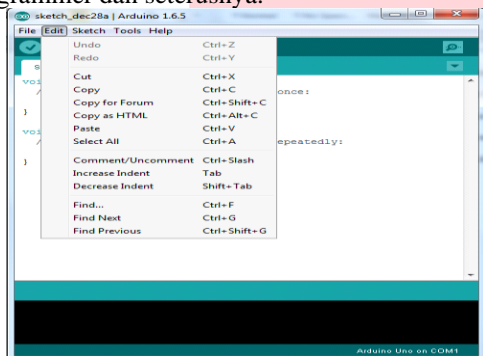 grammer dan seterusnya.
sketch_dec28a | Arduino 1.6.5
File Edit Sketch Tools Help
Undo Ctrl+Z
Redo Ctrl+Y
Cut Ctrl+X
Copy Ctrl+C
Copy for Forum Ctrl+Shift+C
Copy as HTML Ctrl+Alt+C
Paste Ctrl+V
Select All Ctrl+A
Comment/Uncomment Ctrl+Slash
Increase Indent Tab
Decrease Indent Shift+Tab
Find... Ctrl+F
Find Next Ctrl+G
Find Previous Ctrl+Shift+G
s
voi
/ once:
}
voi
/ epeatedly:
}
Arduino Uno on COM1